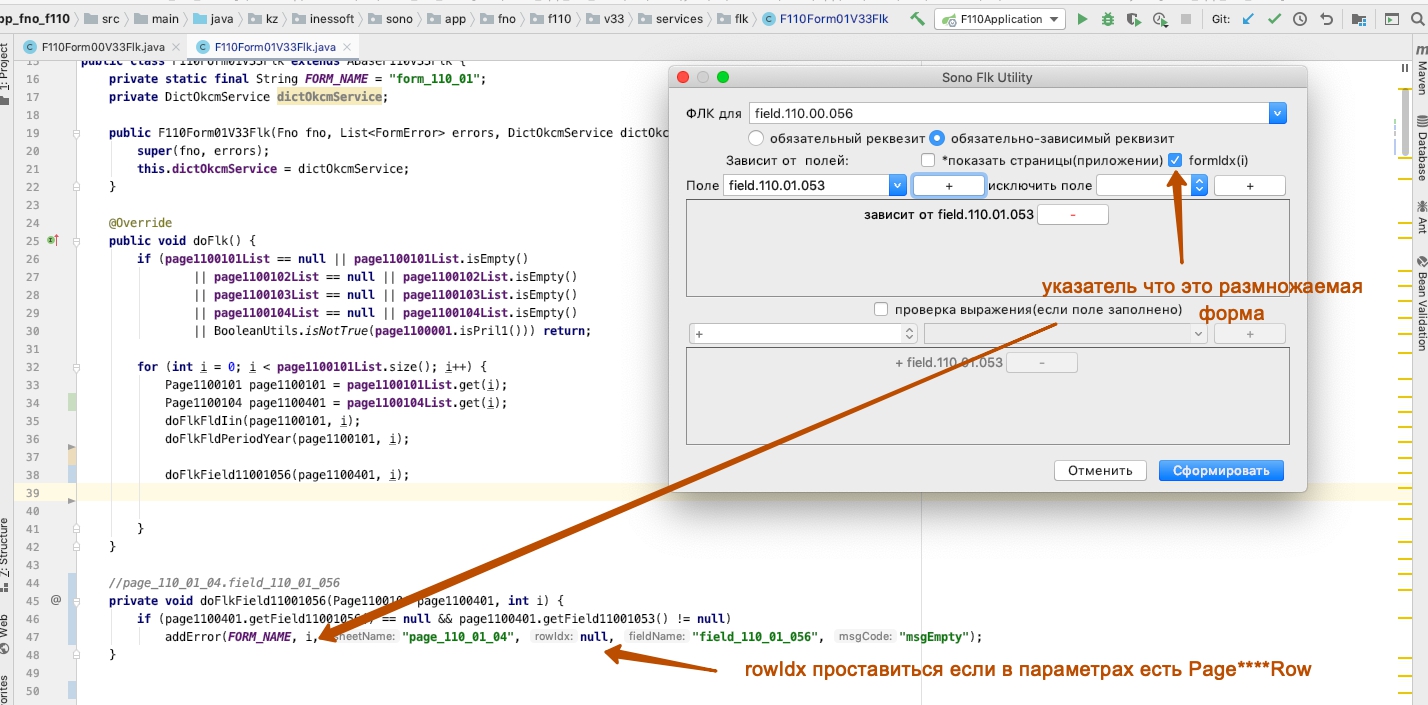 pp_fno_f110 src main java kz inessoft sono app fno f110 v33 services flk F110Form01V33Flk F110Application Git:
F110Form00V33Flk.java F110Form01V33Flk.java
1: Project
Maven
Database
Ant
Bean Validation
7: Structure
Web
15 public class F110Form01V33Flk extends ABaseF110V33Flk {
16 private static final String FORM_NAME = "form_110_01";
17 private DictOkcmService dictOkcmService;
18
19 public F110Form01V33Flk(Fno fno, List<FormError> errors, DictOkcmService dictOkc
20 super(fno, errors);
21 this.dictOkcmService = dictOkcmService;
22 }
23
24 @Override
25 public void doFlk() {
26 if (page1100101List == null || page1100101List.isEmpty()
27 || page1100102List == null || page1100102List.isEmpty()
28 || page1100103List == null || page1100103List.isEmpty()
29 || page1100104List == null || page1100104List.isEmpty()
30 || BooleanUtils.isNotTrue(page1100001.isPril1())) return;
31
32 for (int i = 0; i < page1100101List.size(); i++) {
33 Page1100101 page1100101 = page1100101List.get(i);
34 Page1100104 page1100401 = page1100104List.get(i);
35 doFlkFldIin(page1100101, i);
36 doFlkFldPeriodYear(page1100101, i);
37
38 doFlkField11001056(page1100401, i);
39
40
41 }
42 }
43
44 //page_110_01_04.field_110_01_056
45 private void doFlkField11001056(Page110010 page1100401, int i) {
46 if (page1100401.getField11001056() == null && page1100401.getField11001053() != null)
47 addError(FORM_NAME, i, sheetName: "page_110_01_04", rowIdx: null, fieldName: "field_110_01_056", msgCode: "msgEmpty");
48 }
49
50
Sono Flk Utility
ФЛК для field.110.00.056
обязательный реквезит обязательно-зависимый реквизит
Зависит от полей: *показать страницы(приложении) formIdx(i)
Поле field.110.01.053 + исключить поле +
зависит от field.110.01.053 -
проверка выражения(если поле заполнено)
+ +
+ field.110.01.053 -
Отменить Сформировать
указатель что это размножаемая
форма
rowIdx проставиться если в параметрах есть Page****Row